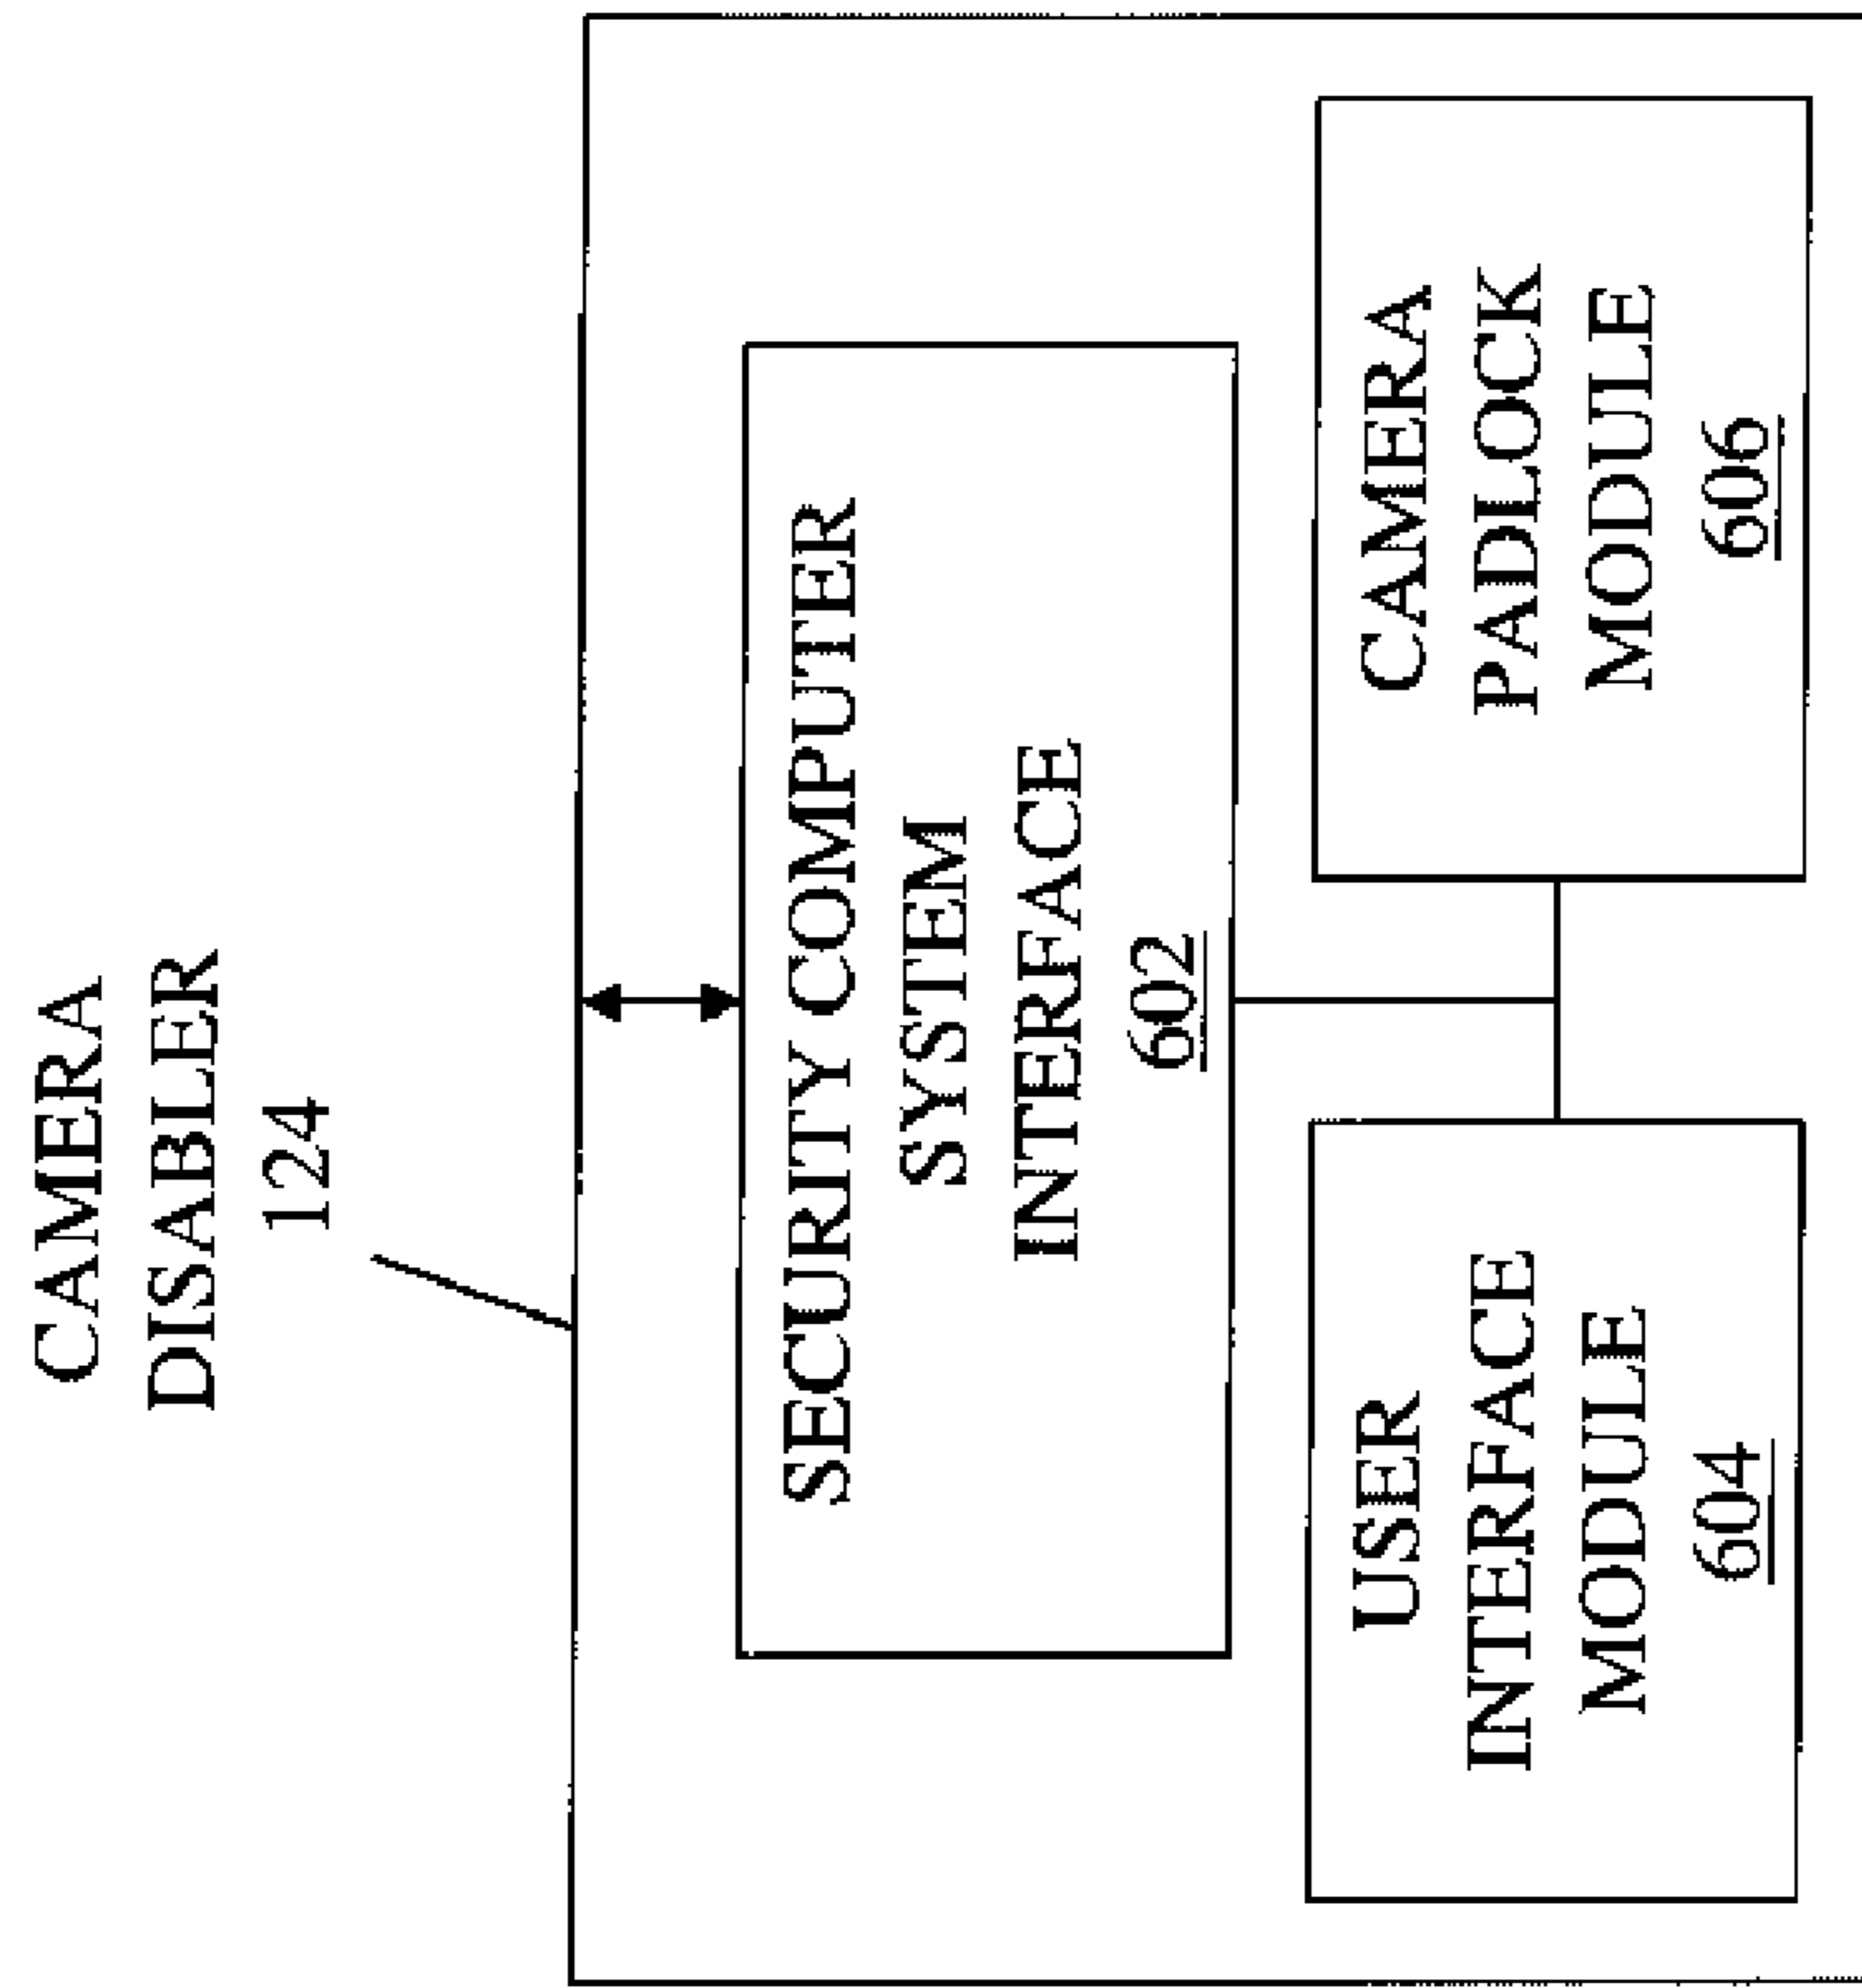 CAMERA
DISABLER
124
SECURITY COMPUTER
SYSTEM
INTERFACE
602
USER
INTERFACE
MODULE
604
CAMERA
PADLOCK
MODULE
606